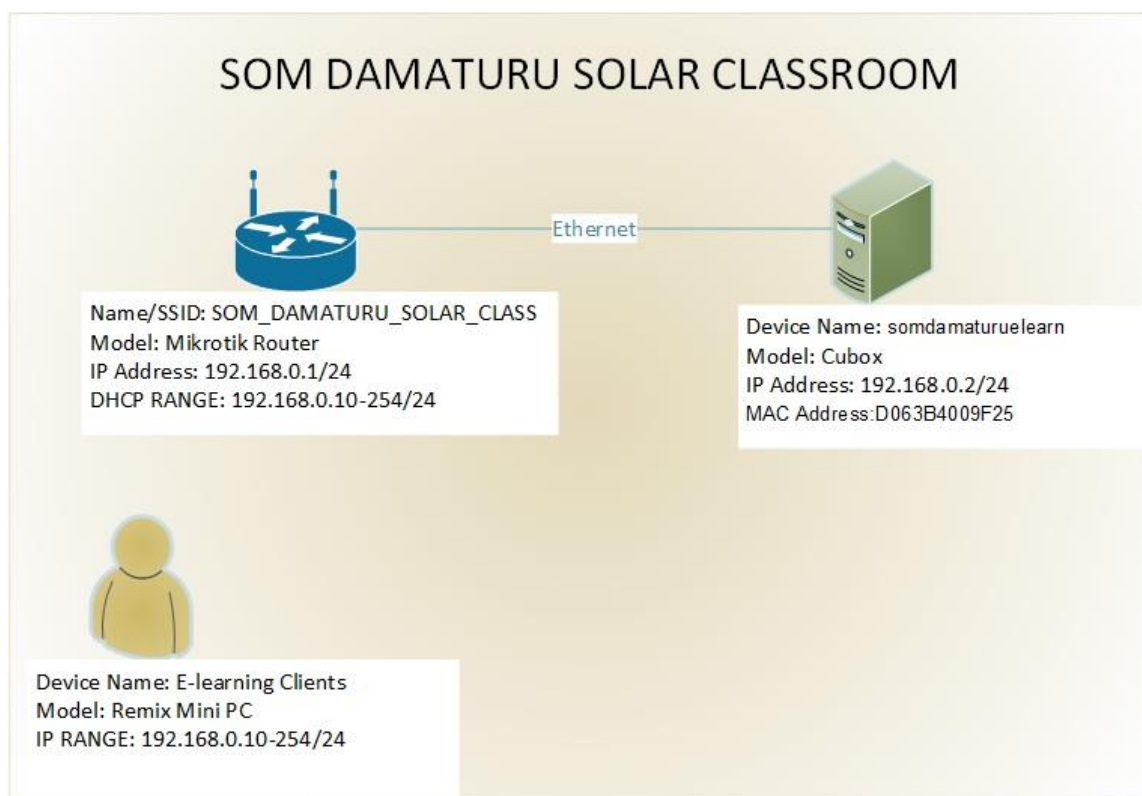 SOM DAMATURU SOLAR CLASSROOM
Ethernet
Name/SSID: SOM_DAMATURU_SOLAR_CLASS
Model: Mikrotik Router
IP Address: 192.168.0.1/24
DHCP RANGE: 192.168.0.10-254/24
Device Name: somdamaturuelearn
Model: Cubox
IP Address: 192.168.0.2/24
MAC Address:D063B4009F25
Device Name: E-learning Clients
Model: Remix Mini PC
IP RANGE: 192.168.0.10-254/24